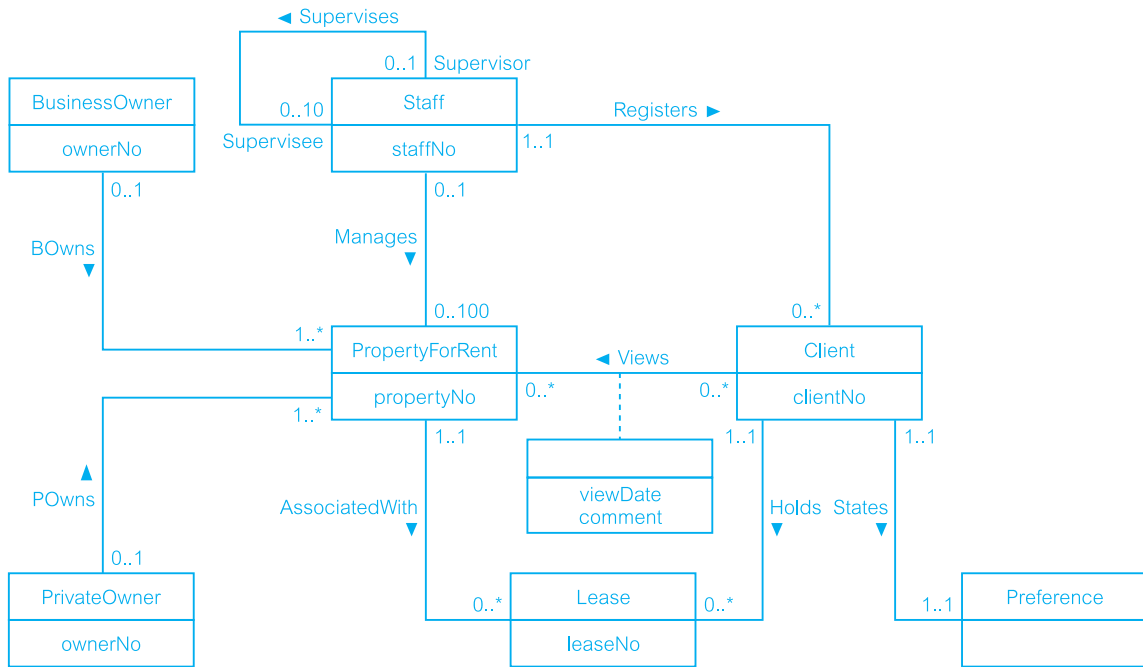 ◄ Supervises
0..1
Supervisor
BusinessOwner
ownerNo
Staff
staffNo
0..10
Supervisee
Registers ►
1..1
0..1
0..1
BOwns
▼
Manages
▼
0..100
0..*
1..*
PropertyForRent
propertyNo
◄ Views
Client
clientNo
0..*
0..*
1..*
1..1
1..1
1..1
viewDate
comment
▲
POwns
AssociatedWith
▼
Holds
▼
States
▼
0..1
PrivateOwner
ownerNo
0..*
Lease
leaseNo
0..*
1..1
Preference